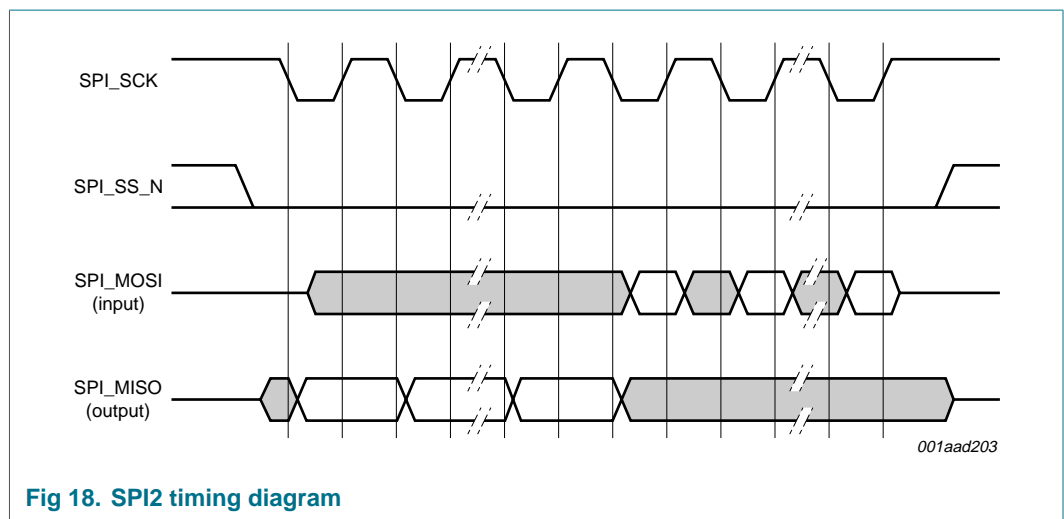 SPI_SCK
SPI_SS_N
SPI_MOSI
(input)
SPI_MISO
(output)
001aad203
Fig 18. SPI2 timing diagram